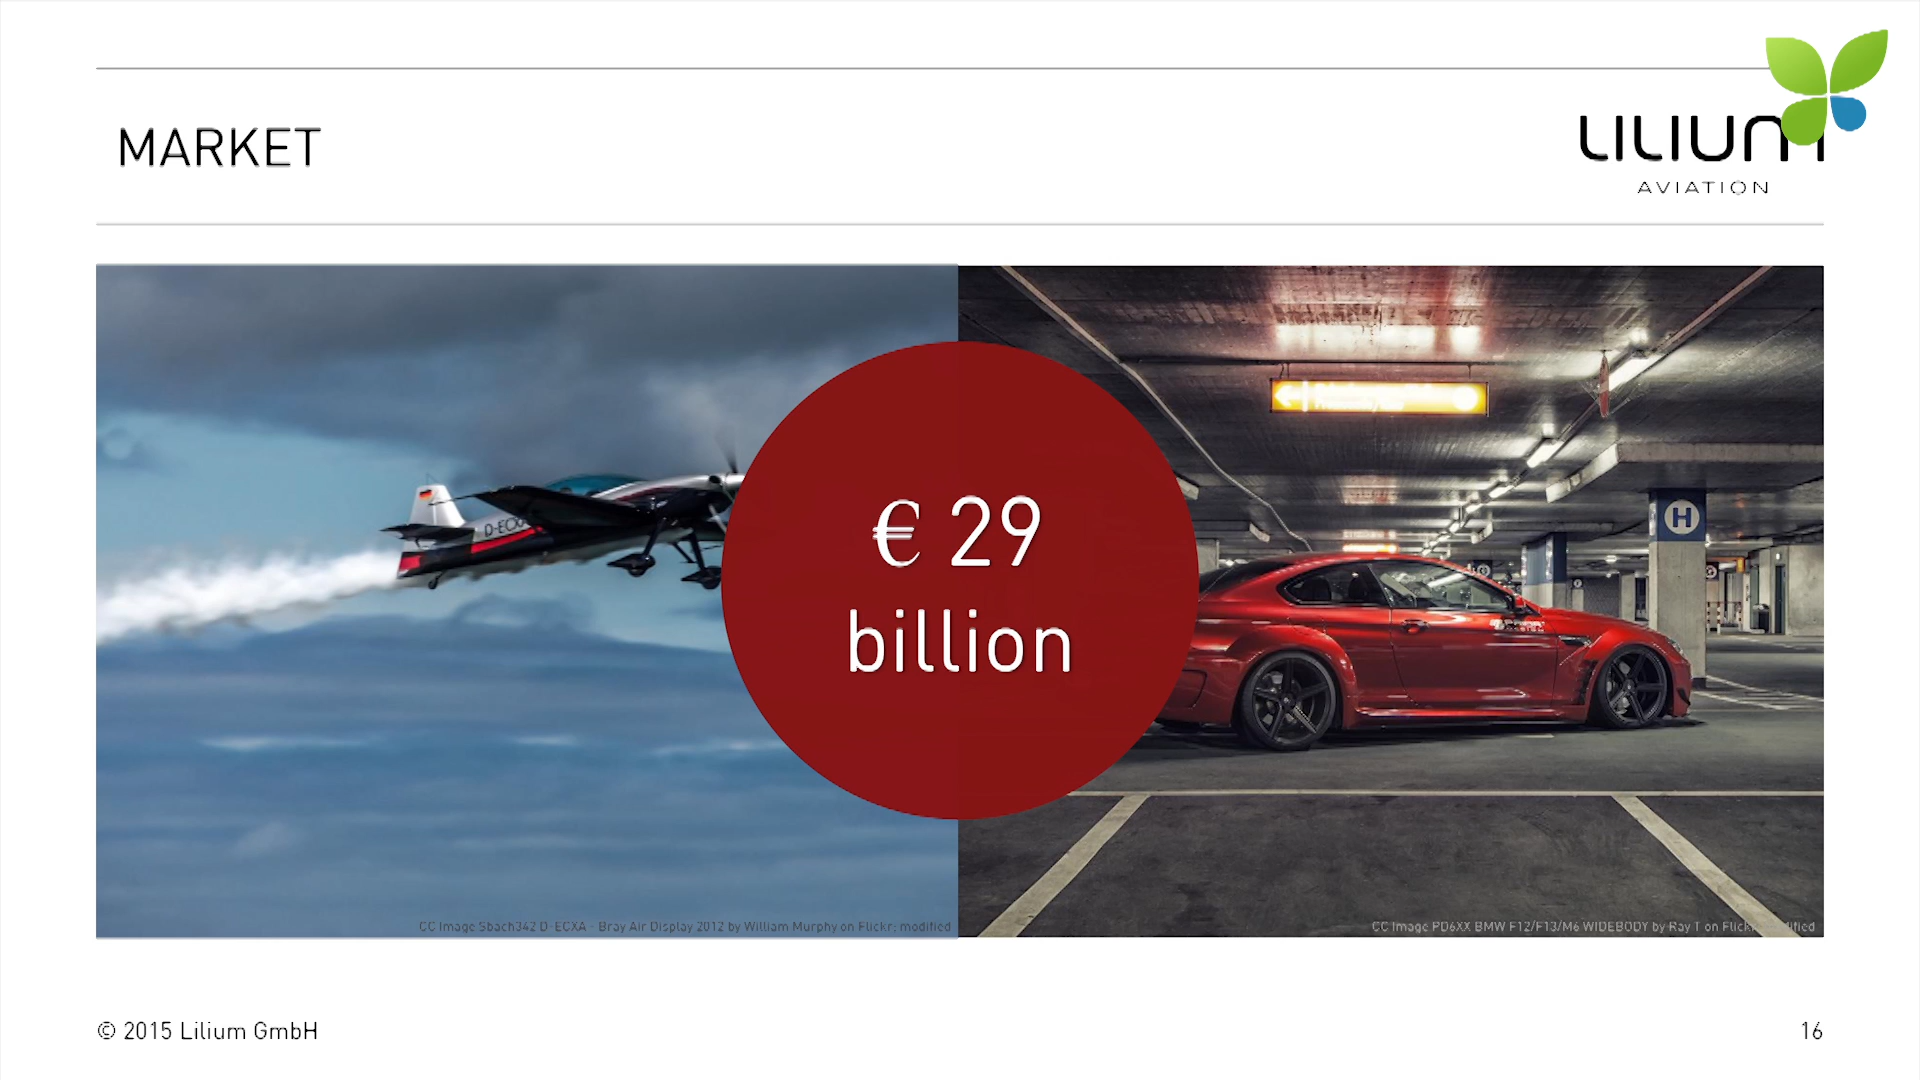 MARKET
LILIUM
AVIATION
€ 29
billion
D-ECXA
H
CC Image Sbach342 D-ECXA - Bray Air Display 2012 by William Murphy on Flickr; modified
CC Image PD6XX BMW F12/F13/M6 WIDEBODY by Ray T on Flickr; modified
© 2015 Lilium GmbH
16